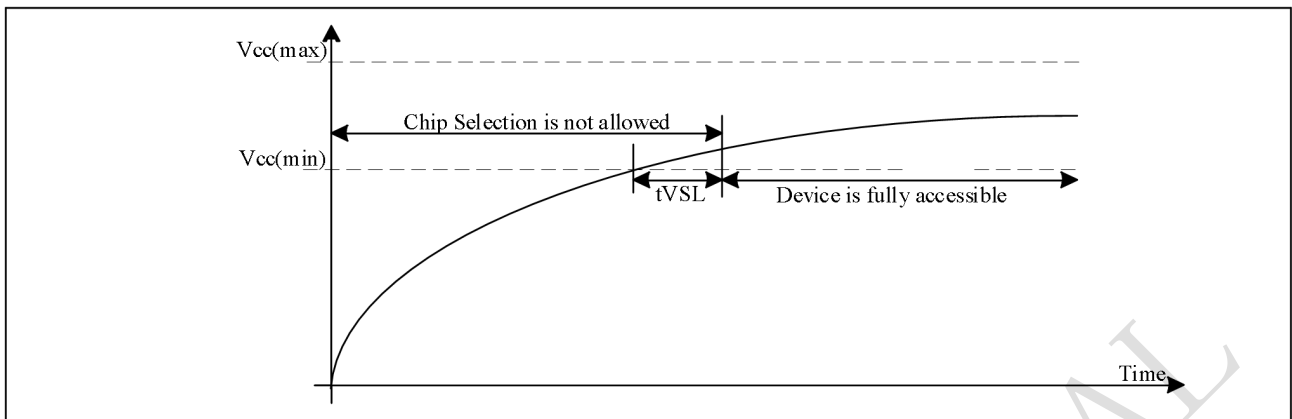 Vcc(max)
Chip Selection is not allowed
Vcc(min)
tVSL
Device is fully accessible
Time